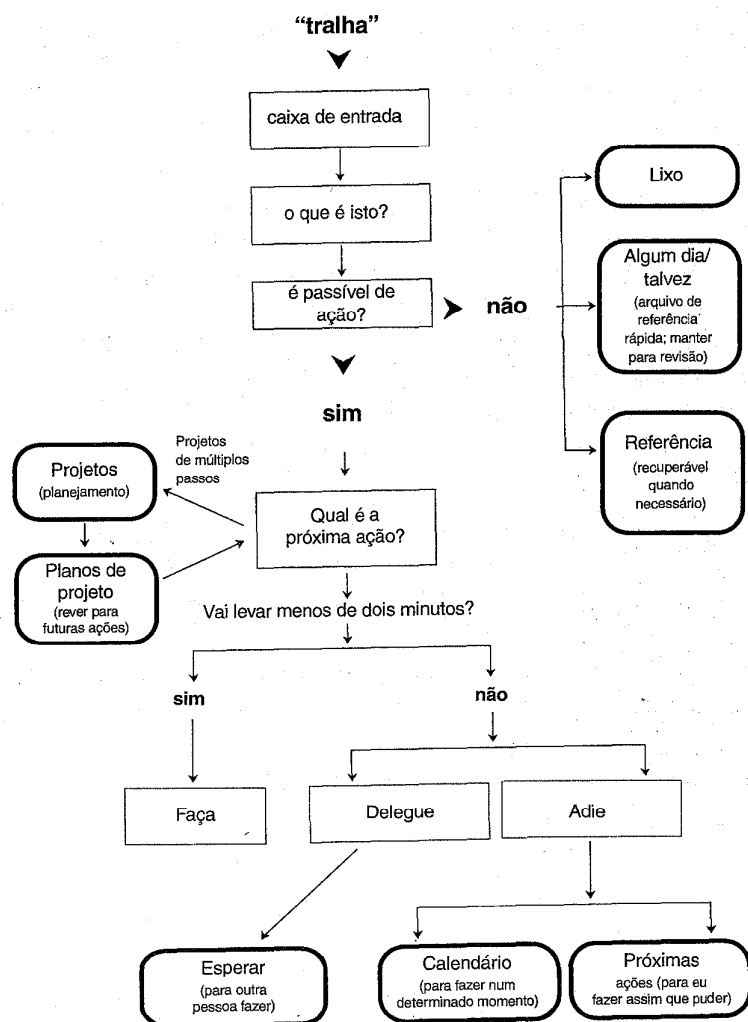 “tralha”
caixa de entrada
o que é isto?
é passível de
ação?
não
Lixo
Algum dia/
talvez
(arquivo de
referência
rápida; manter
para revisão)
Referência
(recuperável
quando
necessário)
sim
Projetos
de múltiplos
passos
Projetos
(planejamento)
Qual é a
próxima ação?
Planos de
projeto
(rever para
futuras ações)
Vai levar menos de dois minutos?
sim
não
Faça
Delegue
Adie
Esperar
(para outra
pessoa fazer)
Calendário
(para fazer num
determinado momento)
Próximas
ações (para eu
fazer assim que puder)